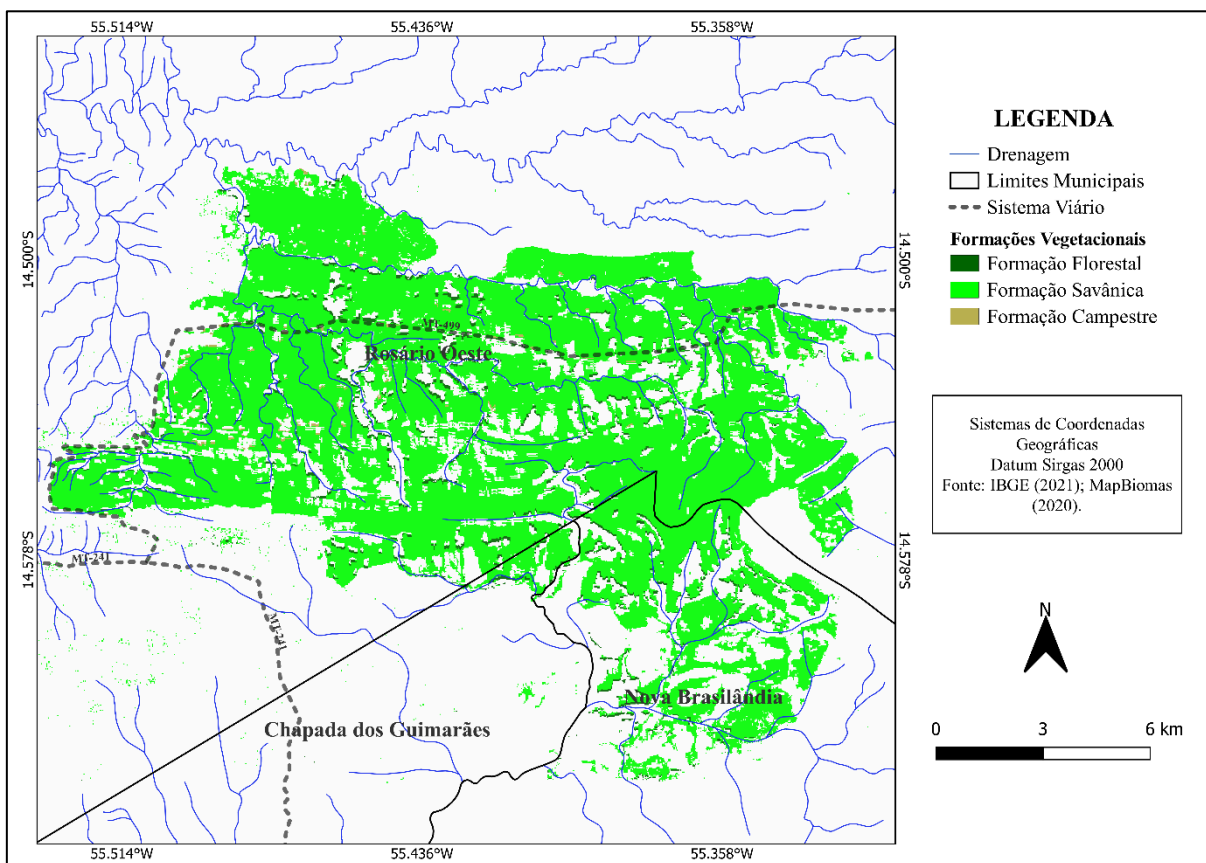 55.514°W 55.436°W 55.358°W
14.500°S
14.500°S
MT-499
Rosário Oeste
14.578°S
14.578°S
MT-241
MT-241
Nova Brasilândia
Chapada dos Guimarães
55.514°W 55.436°W 55.358°W
LEGENDA
Drenagem
Limites Municipais
Sistema Viário
Formações Vegetacionais
Formação Florestal
Formação Savânica
Formação Campestre
Sistemas de Coordenadas
Geográficas
Datum Sirgas 2000
Fonte: IBGE (2021); MapBiomas
(2020).
N
0 3 6 km